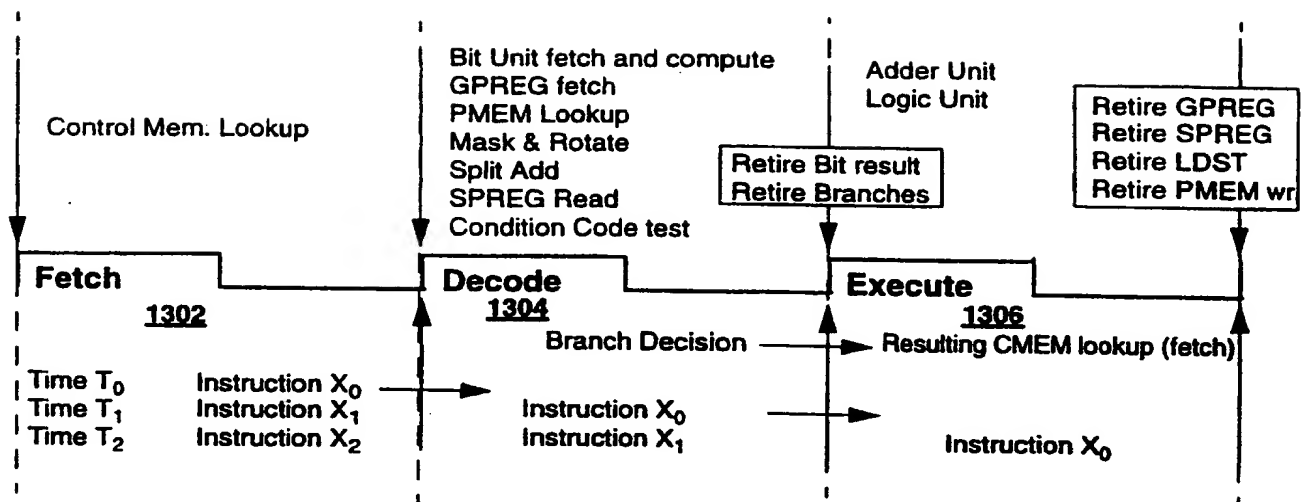 Control Mem. Lookup
Bit Unit fetch and compute
GPREG fetch
PMEM Lookup
Mask & Rotate
Split Add
SPREG Read
Condition Code test
Adder Unit
Logic Unit
Retire Bit result
Retire Branches
Retire GPREG
Retire SPREG
Retire LDST
Retire PMEM wr
Fetch
1302
Decode
1304
Execute
1306
Branch Decision
Resulting CMEM lookup (fetch)
Time T₀ Instruction X₀
Time T₁ Instruction X₁ Instruction X₀
Time T₂ Instruction X₂ Instruction X₁ Instruction X₀